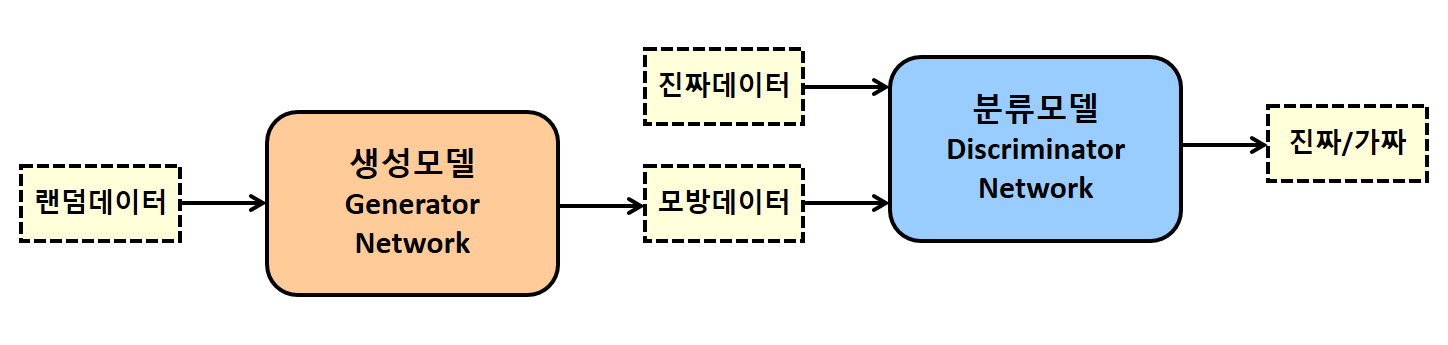 랜덤데이터
생성모델
Generator
Network
진짜데이터
모방데이터
분류모델
Discriminator
Network
진짜/가짜